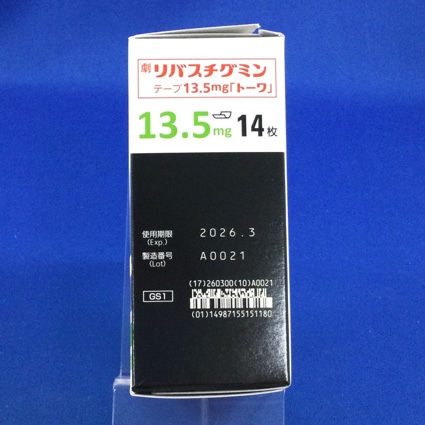 劇 リバスチグミン
テープ13.5mg「トーワ」
13.5mg 14枚
使用期限 2026.3
(Exp.)
製造番号 A0021
(Lot)
GS1
(17)260300(10)A0021
(01)14987155151180